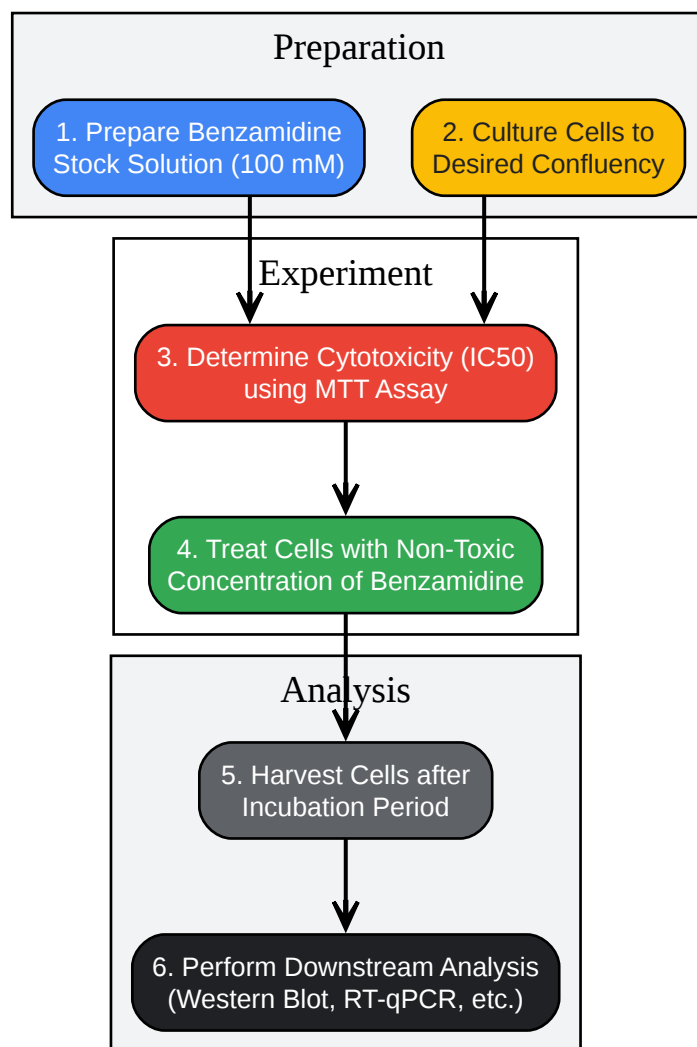 Preparation
1. Prepare Benzamidine
Stock Solution (100 mM)
2. Culture Cells to
Desired Confluency
Experiment
3. Determine Cytotoxicity (IC50)
using MTT Assay
4. Treat Cells with Non-Toxic
Concentration of Benzamidine
Analysis
5. Harvest Cells after
Incubation Period
6. Perform Downstream Analysis
(Western Blot, RT-qPCR, etc.)